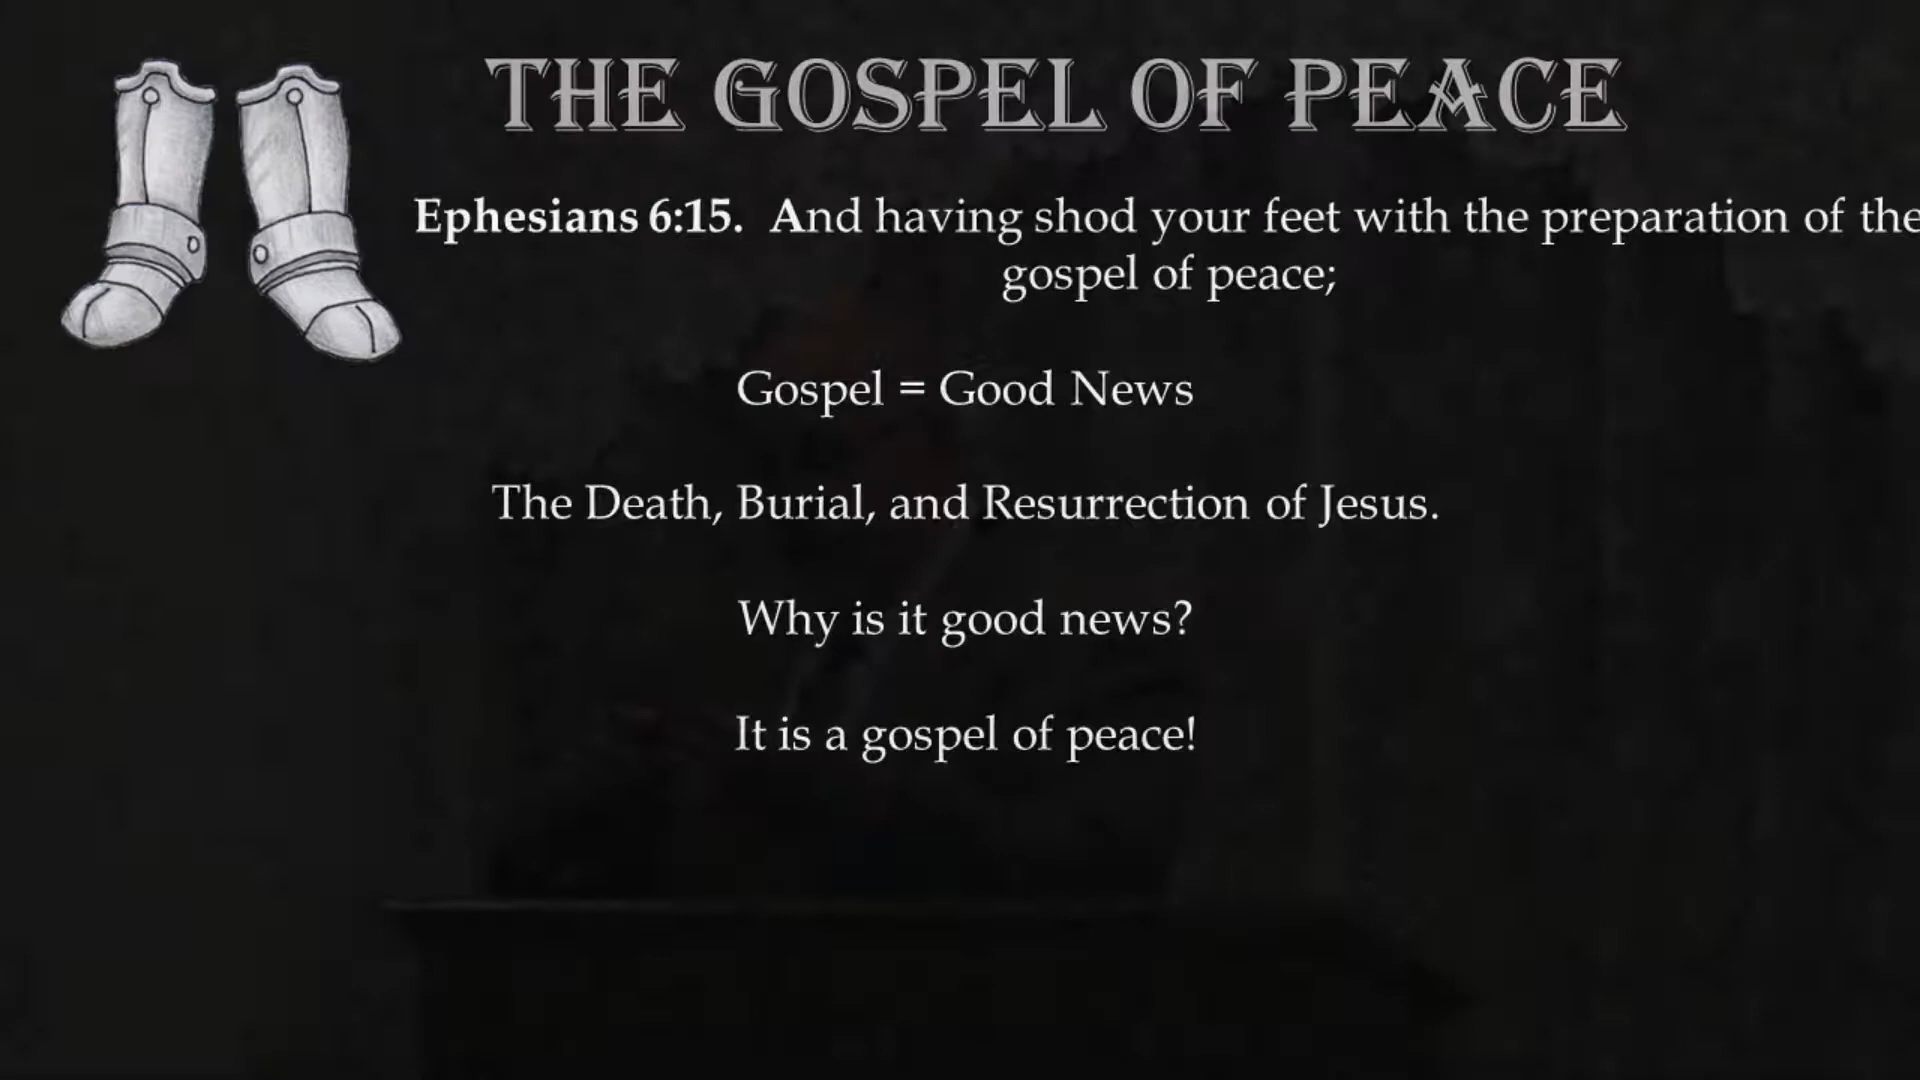 THE GOSPEL OF PEACE
Ephesians 6:15. And having shod your feet with the preparation of the
gospel of peace;
Gospel = Good News
The Death, Burial, and Resurrection of Jesus.
Why is it good news?
It is a gospel of peace!